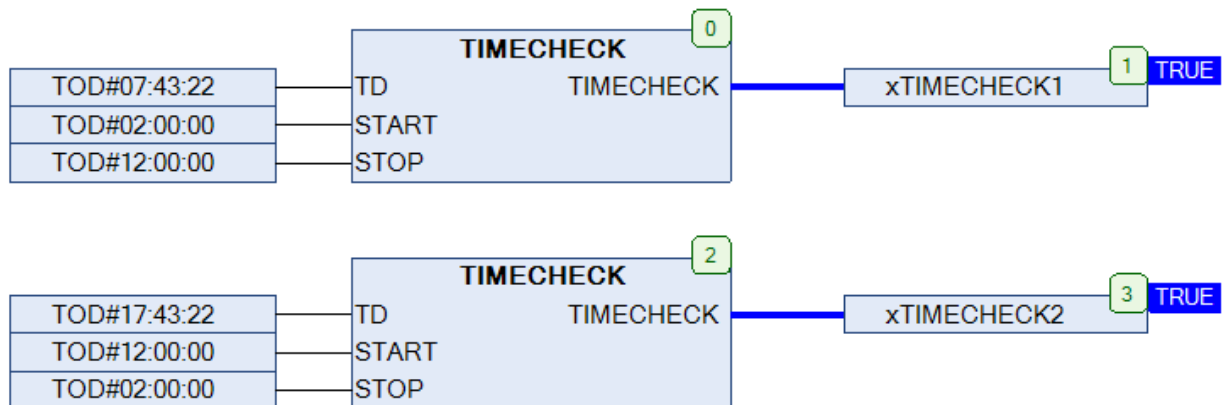 0
TIMECHECK
TOD#07:43:22 TD TIMECHECK xTIMECHECK1 1 TRUE
TOD#02:00:00 START
TOD#12:00:00 STOP
2
TIMECHECK
TOD#17:43:22 TD TIMECHECK xTIMECHECK2 3 TRUE
TOD#12:00:00 START
TOD#02:00:00 STOP